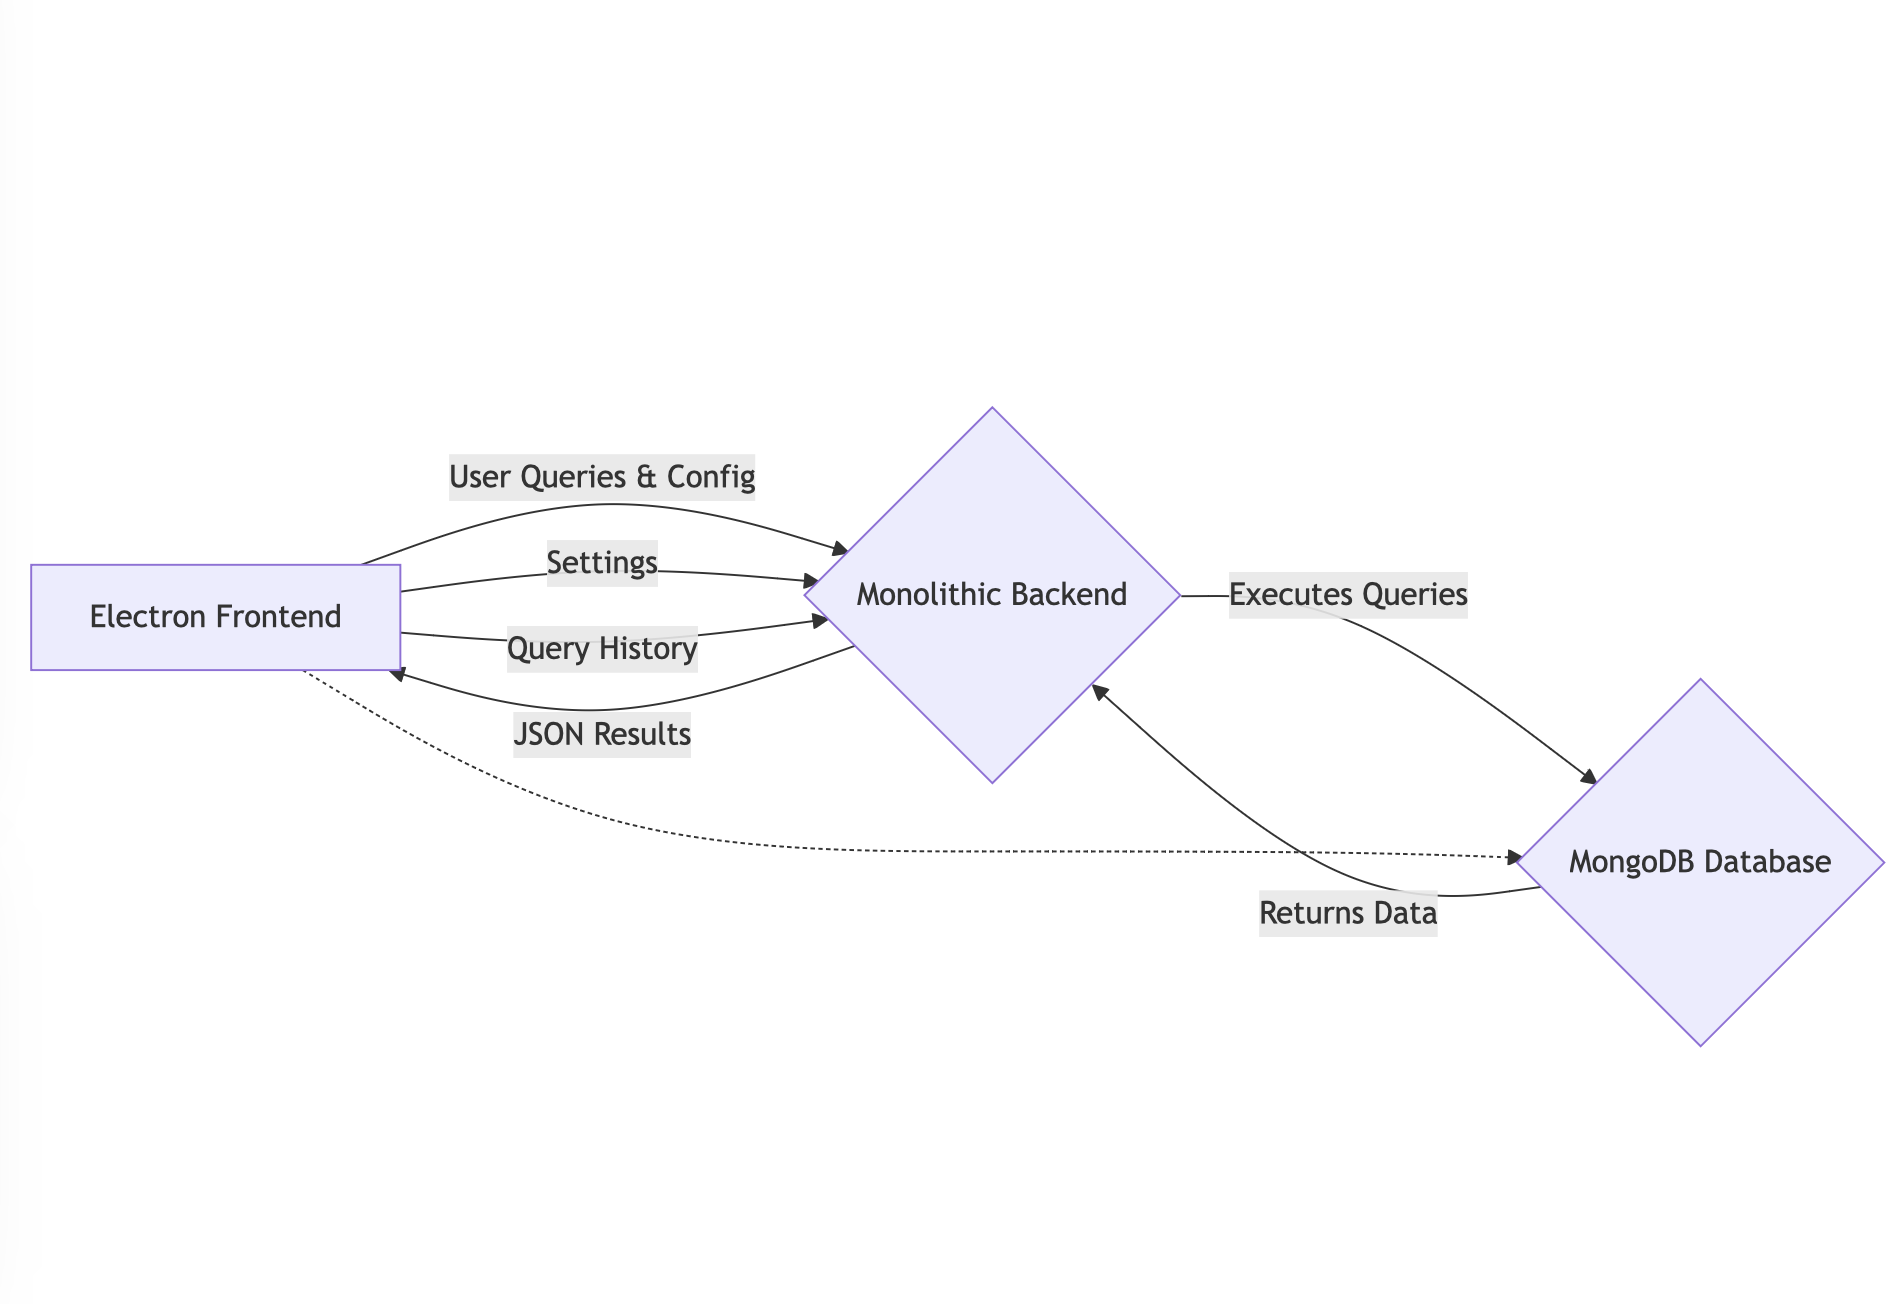 User Queries & Config
Settings
Electron Frontend
Query History
JSON Results
Monolithic Backend
Executes Queries
MongoDB Database
Returns Data